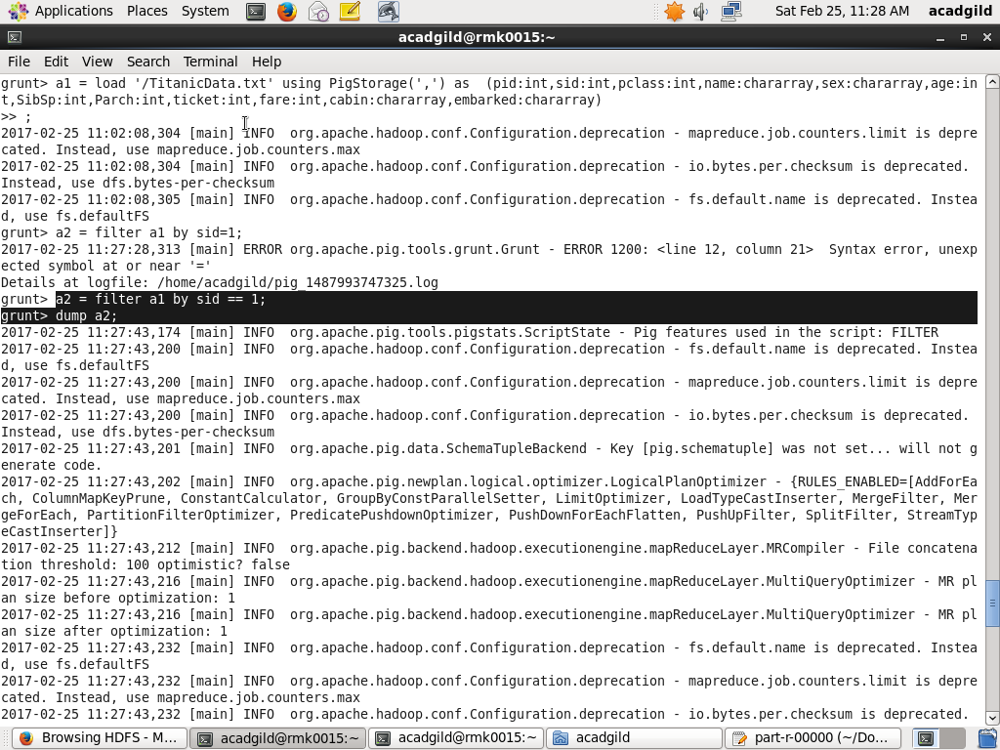 Applications Places System Sat Feb 25, 11:28 AM acadgild
acadgild@rmk0015:~
File Edit View Search Terminal Help
grunt> a1 = load '/TitanicData.txt' using PigStorage(',') as  (pid:int,sid:int,pclass:int,name:chararray,sex:chararray,age:in
t,SibSp:int,Parch:int,ticket:int,fare:int,cabin:chararray,embarked:chararray)
>> ;
2017-02-25 11:02:08,304 [main] INFO  org.apache.hadoop.conf.Configuration.deprecation - mapreduce.job.counters.limit is depre
cated. Instead, use mapreduce.job.counters.max
2017-02-25 11:02:08,304 [main] INFO  org.apache.hadoop.conf.Configuration.deprecation - io.bytes.per.checksum is deprecated.
Instead, use dfs.bytes-per-checksum
2017-02-25 11:02:08,305 [main] INFO  org.apache.hadoop.conf.Configuration.deprecation - fs.default.name is deprecated. Instea
d, use fs.defaultFS
grunt> a2 = filter a1 by sid=1;
2017-02-25 11:27:28,313 [main] ERROR org.apache.pig.tools.grunt.Grunt - ERROR 1200: <line 12, column 21>  Syntax error, unexp
ected symbol at or near '='
Details at logfile: /home/acadgild/pig_1487993747325.log
grunt> a2 = filter a1 by sid == 1;
grunt> dump a2;
2017-02-25 11:27:43,174 [main] INFO  org.apache.pig.tools.pigstats.ScriptState - Pig features used in the script: FILTER
2017-02-25 11:27:43,200 [main] INFO  org.apache.hadoop.conf.Configuration.deprecation - fs.default.name is deprecated. Instea
d, use fs.defaultFS
2017-02-25 11:27:43,200 [main] INFO  org.apache.hadoop.conf.Configuration.deprecation - mapreduce.job.counters.limit is depre
cated. Instead, use mapreduce.job.counters.max
2017-02-25 11:27:43,200 [main] INFO  org.apache.hadoop.conf.Configuration.deprecation - io.bytes.per.checksum is deprecated.
Instead, use dfs.bytes-per-checksum
2017-02-25 11:27:43,201 [main] INFO  org.apache.pig.data.SchemaTupleBackend - Key [pig.schematuple] was not set... will not g
enerate code.
2017-02-25 11:27:43,202 [main] INFO  org.apache.pig.newplan.logical.optimizer.LogicalPlanOptimizer - {RULES_ENABLED=[AddForEa
ch, ColumnMapKeyPrune, ConstantCalculator, GroupByConstParallelSetter, LimitOptimizer, LoadTypeCastInserter, MergeFilter, Mer
geForEach, PartitionFilterOptimizer, PredicatePushdownOptimizer, PushDownForEachFlatten, PushUpFilter, SplitFilter, StreamTyp
eCastInserter]}
2017-02-25 11:27:43,212 [main] INFO  org.apache.pig.backend.hadoop.executionengine.mapReduceLayer.MRCompiler - File concatena
tion threshold: 100 optimistic? false
2017-02-25 11:27:43,216 [main] INFO  org.apache.pig.backend.hadoop.executionengine.mapReduceLayer.MultiQueryOptimizer - MR pl
an size before optimization: 1
2017-02-25 11:27:43,216 [main] INFO  org.apache.pig.backend.hadoop.executionengine.mapReduceLayer.MultiQueryOptimizer - MR pl
an size after optimization: 1
2017-02-25 11:27:43,232 [main] INFO  org.apache.hadoop.conf.Configuration.deprecation - fs.default.name is deprecated. Instea
d, use fs.defaultFS
2017-02-25 11:27:43,232 [main] INFO  org.apache.hadoop.conf.Configuration.deprecation - mapreduce.job.counters.limit is depre
cated. Instead, use mapreduce.job.counters.max
2017-02-25 11:27:43,232 [main] INFO  org.apache.hadoop.conf.Configuration.deprecation - io.bytes.per.checksum is deprecated.
Browsing HDFS - M... acadgild@rmk0015:~ acadgild@rmk0015:~ acadgild part-r-00000 (~/Do...